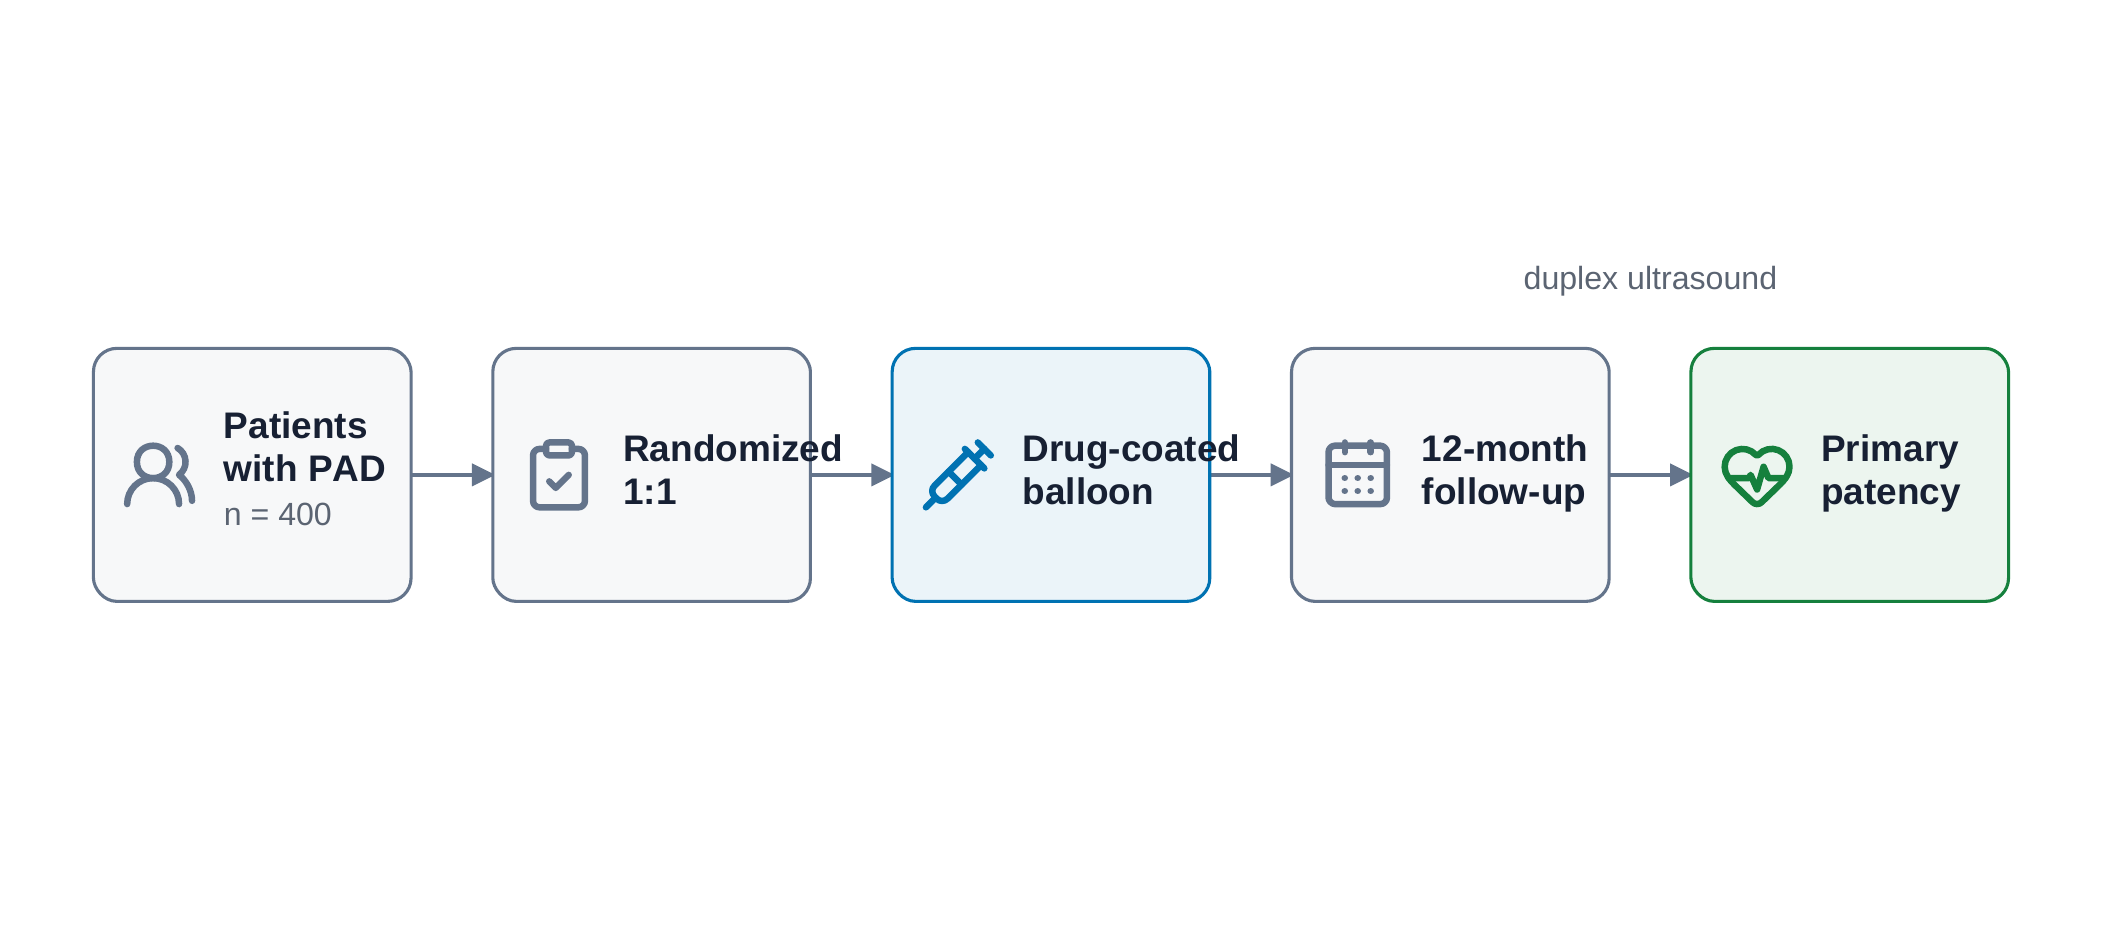 duplex ultrasound
Patients
with PAD
n = 400
Randomized
1:1
Drug-coated
balloon
12-month
follow-up
Primary
patency